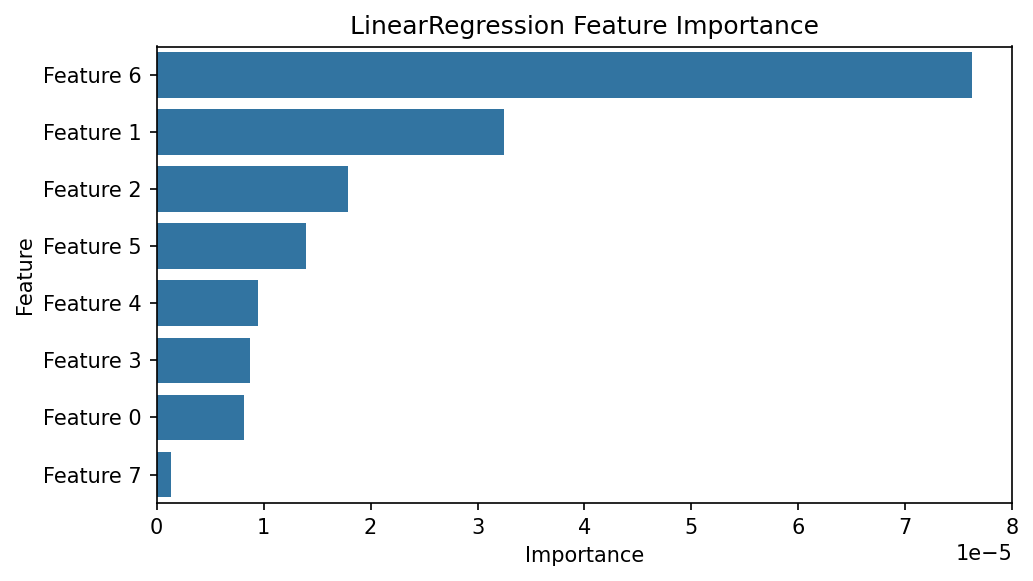 LinearRegression Feature Importance
Feature 6
Feature 1
Feature 2
Feature 5
Feature 4
Feature 3
Feature 0
Feature 7
Feature
0 1 2 3 4 5 6 7 8
1e−5
Importance